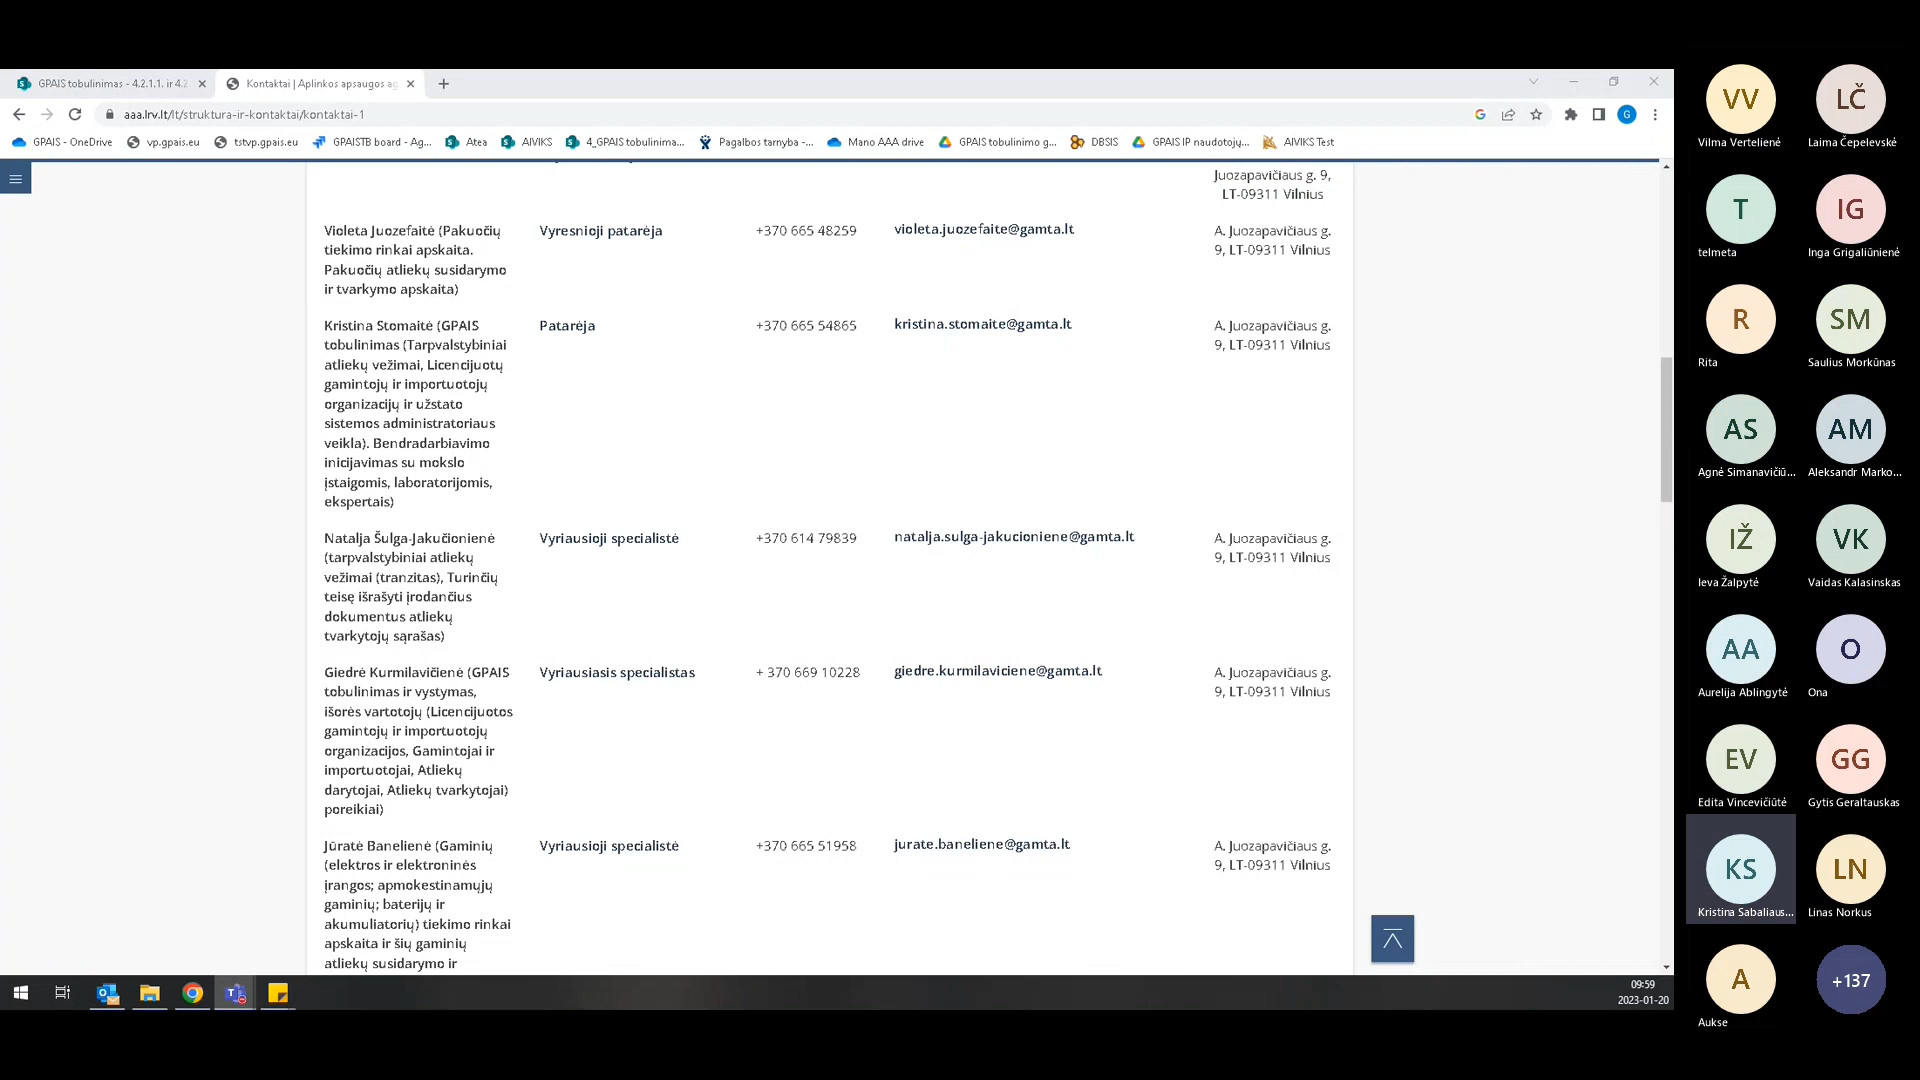 GPAIS tobulinimas - 4.2.1.1. ir 4.2
Kontaktai | Aplinkos apsaugos ag
aaa.lrv.lt/lt/struktura-ir-kontaktai/kontaktai-1
G
GPAIS - OneDrive
vp.gpais.eu
tstvp.gpais.eu
GPAISTB board - Ag...
Atea
AIVIKS
4_GPAIS tobulinima...
Pagalbos tarnyba -...
Mano AAA drive
GPAIS tobulinimo g...
DBSIS
GPAIS IP naudotojų...
AIVIKS Test
Juozapavičiaus g. 9,
LT-09311 Vilnius
Violeta Juozefaitė (Pakuočių
tiekimo rinkai apskaita.
Pakuočių atliekų susidarymo
ir tvarkymo apskaita)
Vyresnioji patarėja
+370 665 48259
violeta.juozefaite@gamta.lt
A. Juozapavičiaus g.
9, LT-09311 Vilnius
Kristina Stomaitė (GPAIS
tobulinimas (Tarpvalstybiniai
atliekų vežimai, Licencijuotų
gamintojų ir importuotojų
organizacijų ir užstato
sistemos administratoriaus
veikla). Bendradarbiavimo
inicijavimas su mokslo
įstaigomis, laboratorijomis,
ekspertais)
Patarėja
+370 665 54865
kristina.stomaite@gamta.lt
A. Juozapavičiaus g.
9, LT-09311 Vilnius
Natalja Šulga-Jakučionienė
(tarpvalstybiniai atliekų
vežimai (tranzitas), Turinčių
teisę išrašyti įrodančius
dokumentus atliekų
tvarkytojų sąrašas)
Vyriausioji specialistė
+370 614 79839
natalja.sulga-jakucioniene@gamta.lt
A. Juozapavičiaus g.
9, LT-09311 Vilnius
Giedrė Kurmilavičienė (GPAIS
tobulinimas ir vystymas,
išorės vartotojų (Licencijuotos
gamintojų ir importuotojų
organizacijos, Gamintojai ir
importuotojai, Atliekų
darytojai, Atliekų tvarkytojai)
poreikiai)
Vyriausiasis specialistas
+ 370 669 10228
giedre.kurmilaviciene@gamta.lt
A. Juozapavičiaus g.
9, LT-09311 Vilnius
Jūratė Banelienė (Gaminių
(elektros ir elektroninės
įrangos; apmokestinamųjų
gaminių; baterijų ir
akumuliatorių) tiekimo rinkai
apskaita ir šių gaminių
atliekų susidarymo ir
Vyriausioji specialistė
+370 665 51958
jurate.baneliene@gamta.lt
A. Juozapavičiaus g.
9, LT-09311 Vilnius
09:59
2023-01-20
VV
Vilma Vertelienė
LČ
Laima Čepelevskė
T
telmeta
IG
Inga Grigaliūnienė
R
Rita
SM
Saulius Morkūnas
AS
Agnė Simanavičiū...
AM
Aleksandr Marko...
IŽ
Ieva Žalpytė
VK
Vaidas Kalasinskas
AA
Aurelija Ablingytė
O
Ona
EV
Edita Vincevičiūtė
GG
Gytis Geraltauskas
KS
Kristina Sabaliaus...
LN
Linas Norkus
A
Aukse
+137